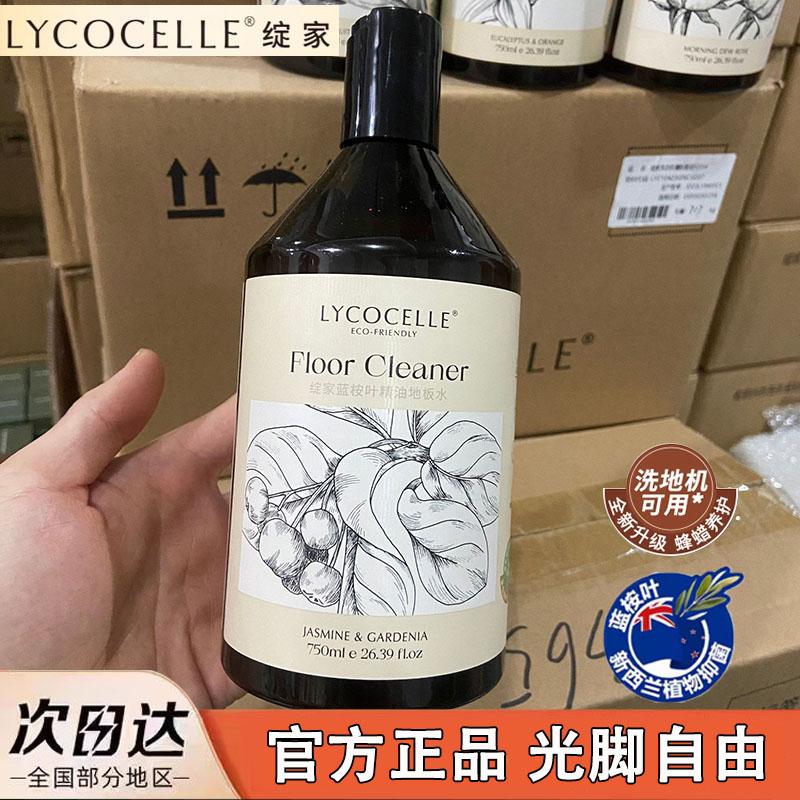 LYCOCELLE® 绽家
EUCALYPTUS & ORANGE
750ml e 26.39 fl.oz
MORNING DEW ROSE
750ml e 26.39 fl.oz
LYCOCELLE®
ECO-FRIENDLY
Floor Cleaner
绽家蓝桉叶精油地板水
JASMINE & GARDENIA
750ml e 26.39 fl.oz
洗地机
可用*
全新升级 蜂蜡养护
蓝桉叶
新西兰植物抑菌
次日达
全国部分地区
官方正品 光脚自由